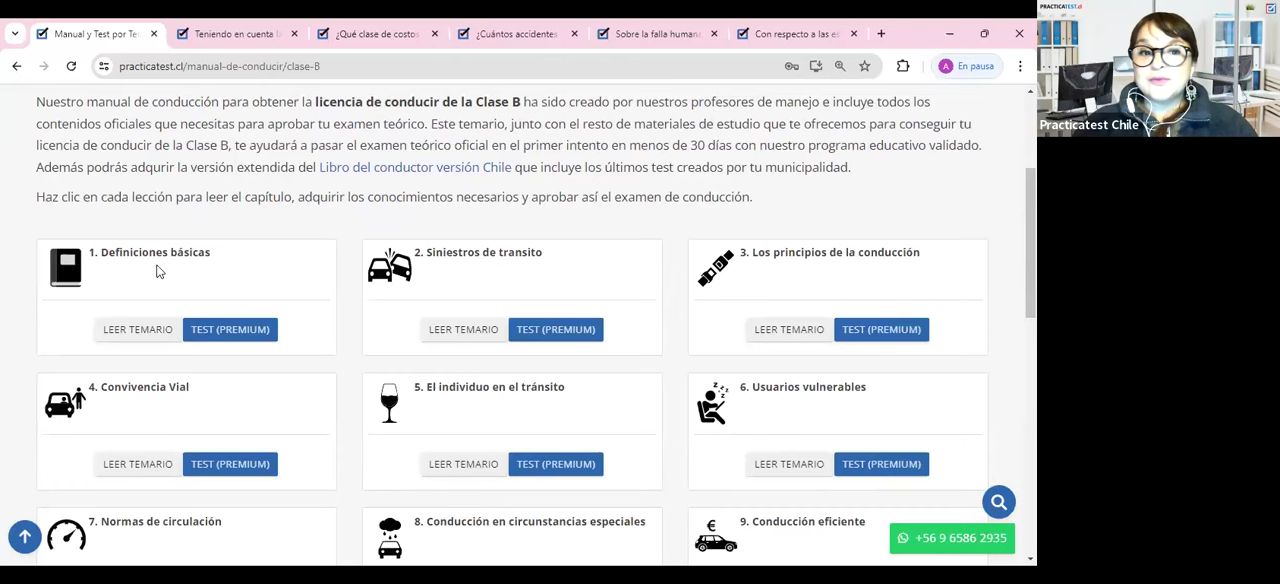 Manual y Test por Te
Teniendo en cuenta l
¿Qué clase de costos
¿Cuántos accidentes
Sobre la falla humana
Con respecto a las es
practicatest.cl/manual-de-conducir/clase-B
A En pausa
PRACTICATEST.cl
Practicatest Chile
Nuestro manual de conducción para obtener la licencia de conducir de la Clase B ha sido creado por nuestros profesores de manejo e incluye todos los
contenidos oficiales que necesitas para aprobar tu examen teórico. Este temario, junto con el resto de materiales de estudio que te ofrecemos para conseguir tu
licencia de conducir de la Clase B, te ayudará a pasar el examen teórico oficial en el primer intento en menos de 30 días con nuestro programa educativo validado.
Además podrás adquirir la versión extendida del Libro del conductor versión Chile que incluye los últimos test creados por tu municipalidad.
Haz clic en cada lección para leer el capítulo, adquirir los conocimientos necesarios y aprobar así el examen de conducción.
1. Definiciones básicas
LEER TEMARIO TEST (PREMIUM)
2. Siniestros de transito
LEER TEMARIO TEST (PREMIUM)
3. Los principios de la conducción
LEER TEMARIO TEST (PREMIUM)
4. Convivencia Vial
LEER TEMARIO TEST (PREMIUM)
5. El individuo en el tránsito
LEER TEMARIO TEST (PREMIUM)
6. Usuarios vulnerables
LEER TEMARIO TEST (PREMIUM)
7. Normas de circulación
8. Conducción en circunstancias especiales
9. Conducción eficiente
+56 9 6586 2935